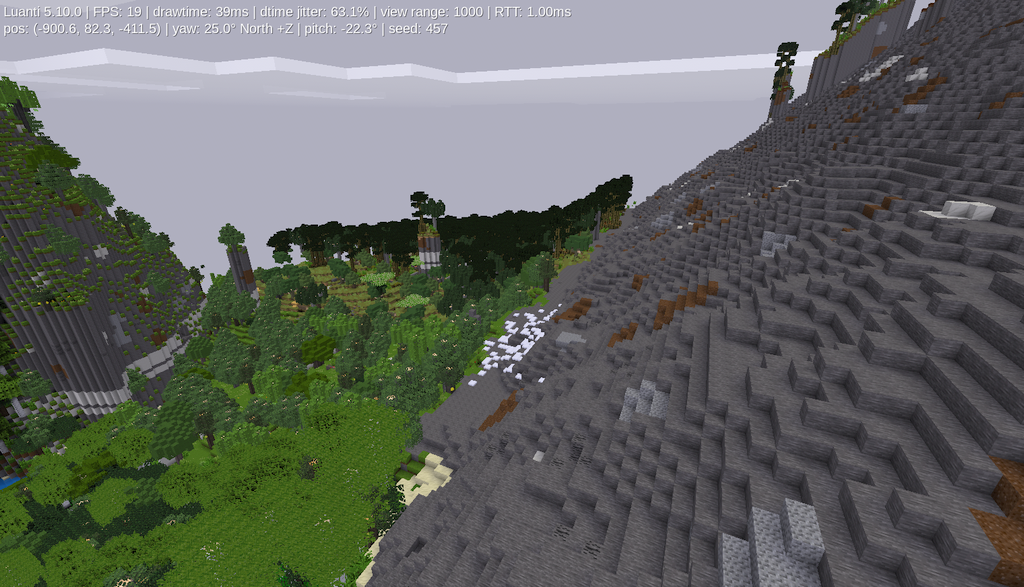 Luanti 5.10.0 | FPS: 19 | drawtime: 39ms | dtime jitter: 63.1% | view range: 1000 | RTT: 1.00ms
pos: (-900.6, 82.3, -411.5) | yaw: 25.0° North +Z | pitch: -22.3° | seed: 457